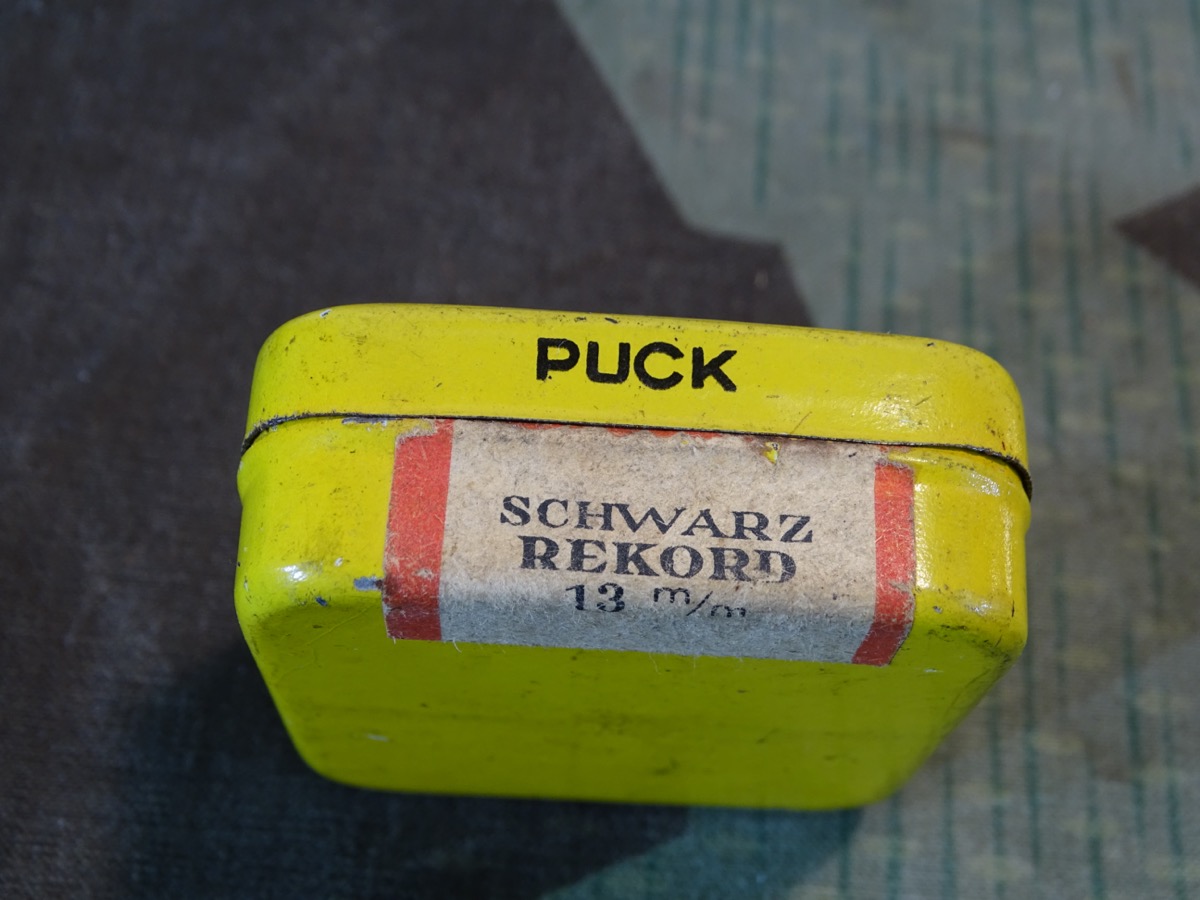 PUCK
SCHWARZ
REKORD
13 m/m